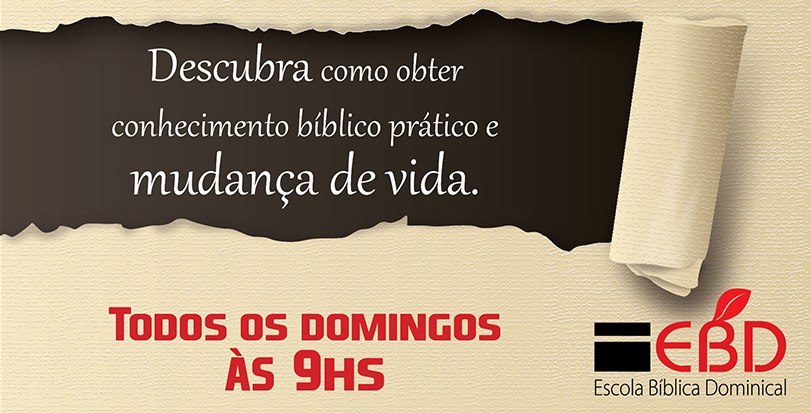 Descubra como obter
conhecimento bíblico prático e
mudança de vida.
TODOS OS DOMINGOS
ÀS 9HS
EBD
Escola Bíblica Dominical